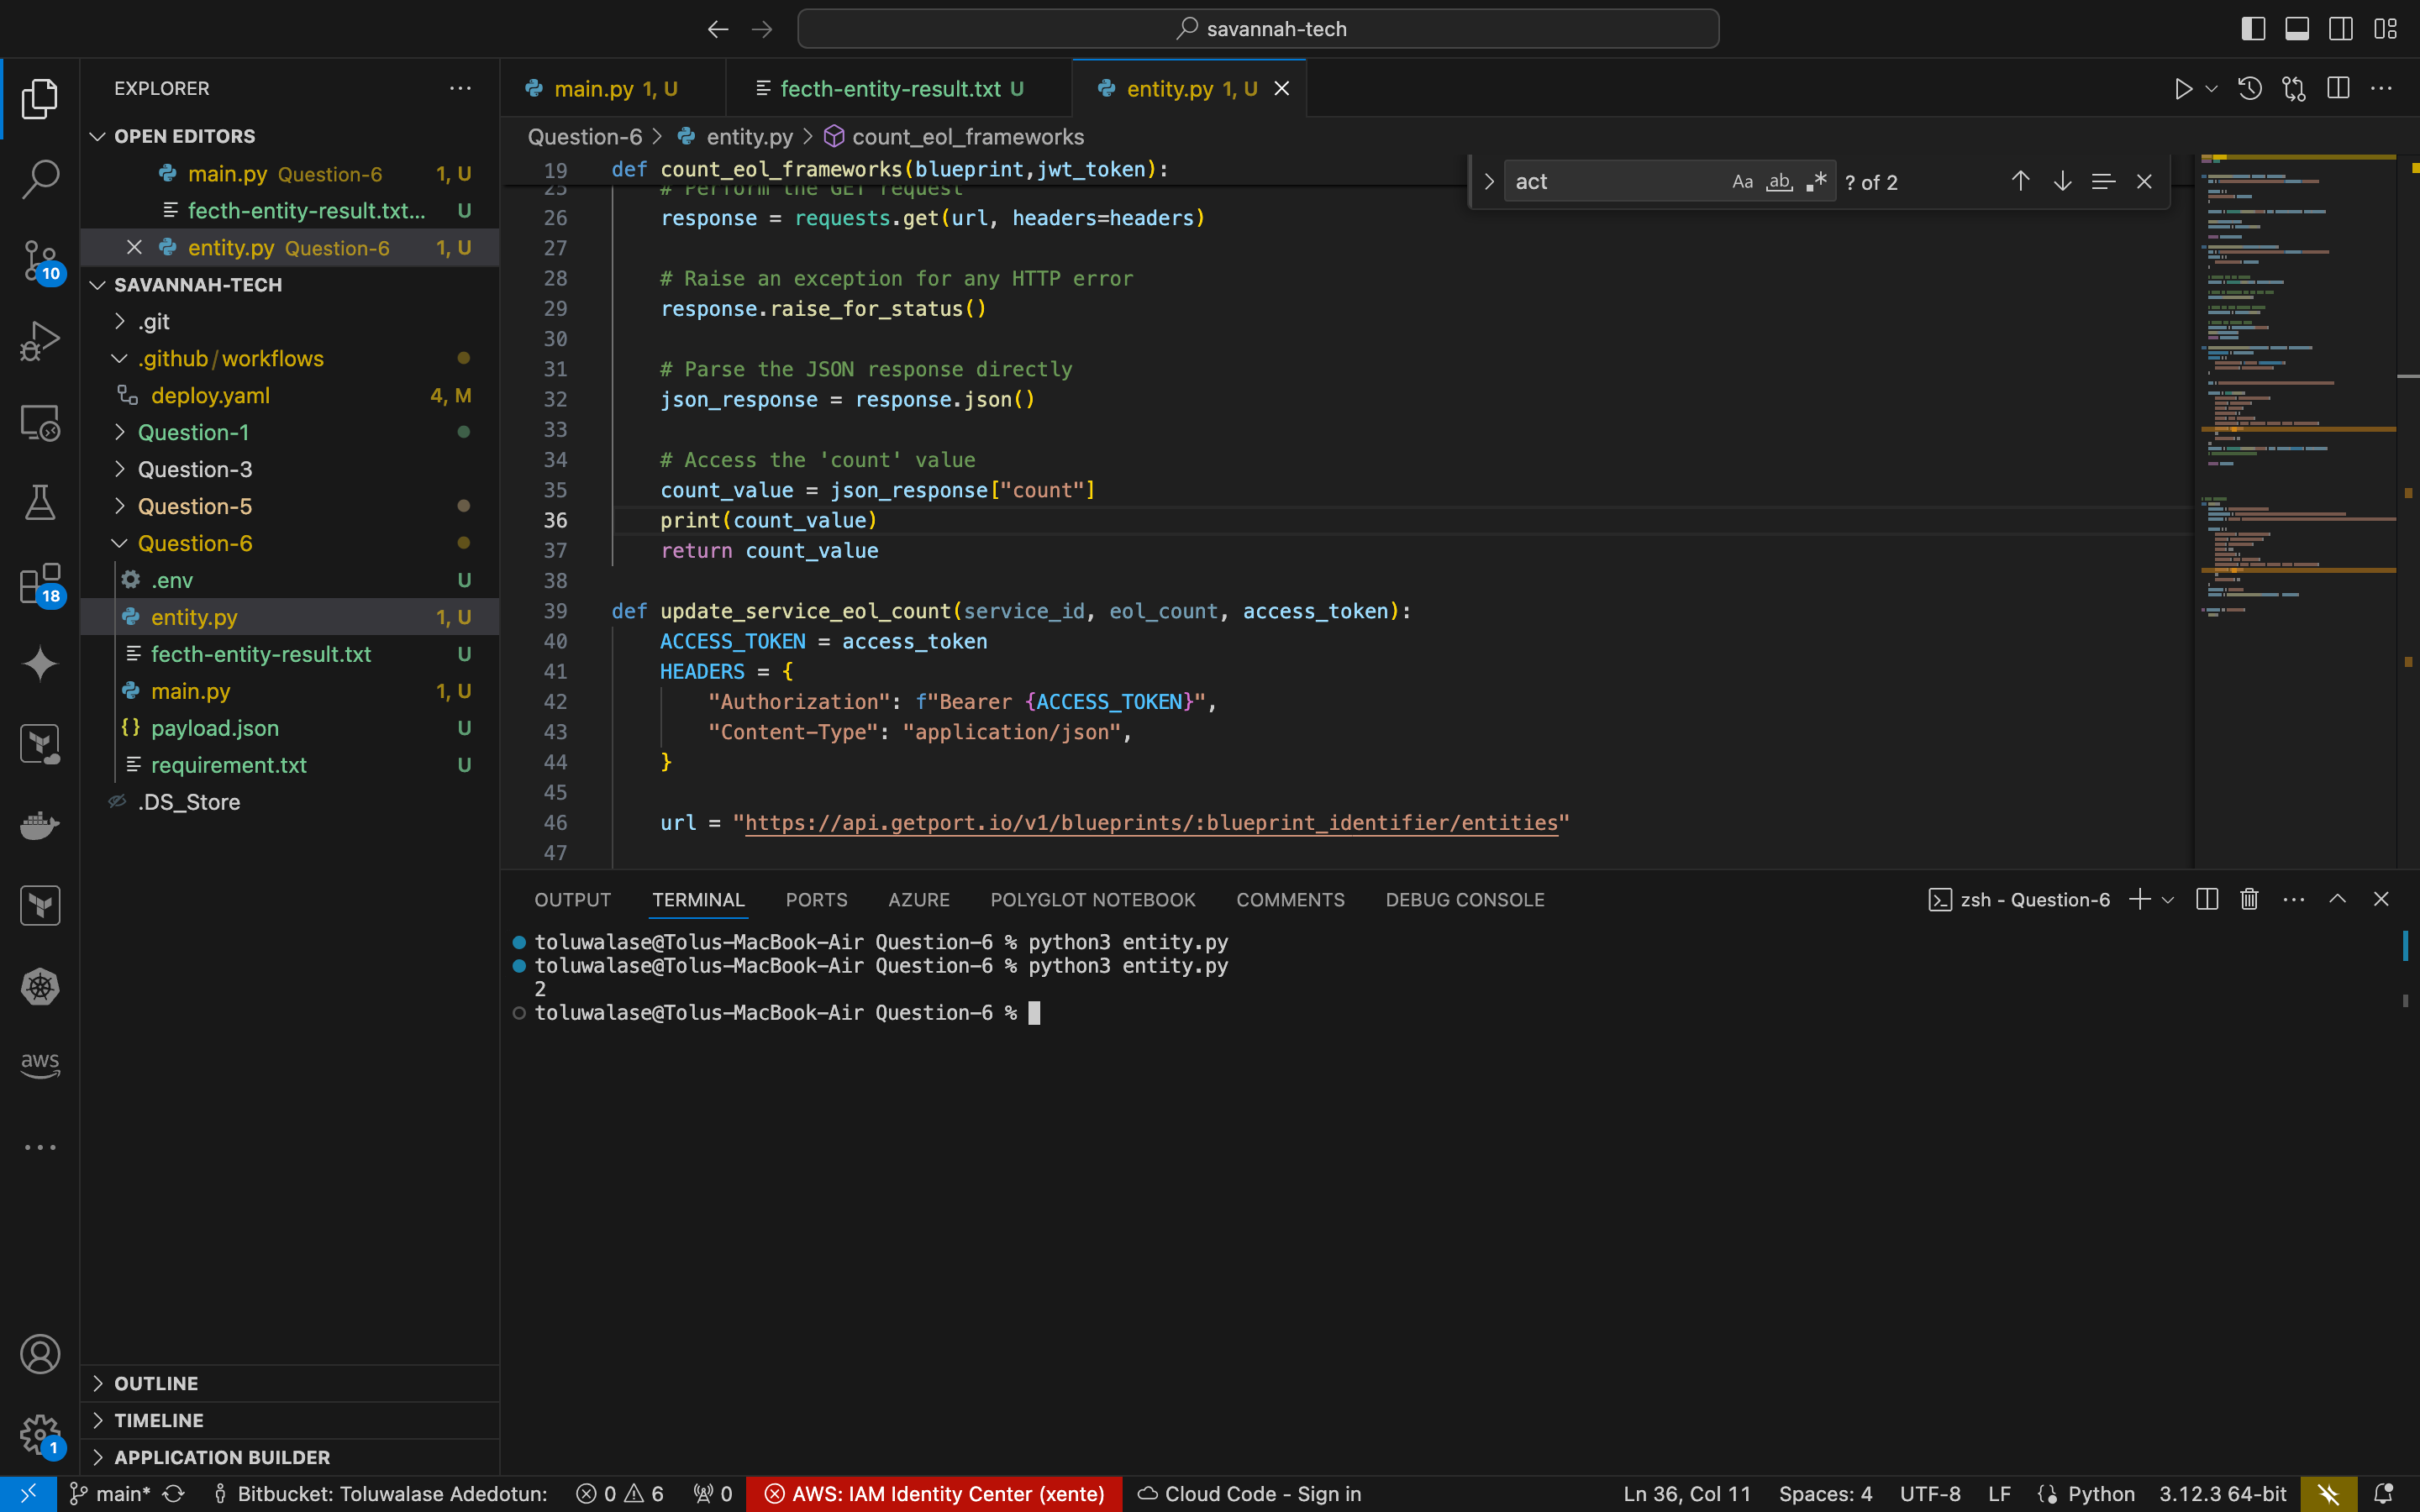 savannah-tech
EXPLORER
OPEN EDITORS
main.py Question-6 1, U
fecth-entity-result.txt... U
entity.py Question-6 1, U
SAVANNAH-TECH
.git
.github/workflows
deploy.yaml 4, M
Question-1
Question-3
Question-5
Question-6
.env U
entity.py 1, U
fecth-entity-result.txt U
main.py 1, U
payload.json U
requirement.txt U
.DS_Store
OUTLINE
TIMELINE
APPLICATION BUILDER
10
18
aws
1
main.py 1, U
fecth-entity-result.txt U
entity.py 1, U
Question-6 > entity.py > count_eol_frameworks
act Aa ab ? of 2
19 def count_eol_frameworks(blueprint,jwt_token):
25 # Perform the GET request
26 response = requests.get(url, headers=headers)
27
28 # Raise an exception for any HTTP error
29 response.raise_for_status()
30
31 # Parse the JSON response directly
32 json_response = response.json()
33
34 # Access the 'count' value
35 count_value = json_response["count"]
36 print(count_value)
37 return count_value
38
39 def update_service_eol_count(service_id, eol_count, access_token):
40 ACCESS_TOKEN = access_token
41 HEADERS = {
42 "Authorization": f"Bearer {ACCESS_TOKEN}",
43 "Content-Type": "application/json",
44 }
45
46 url = "https://api.getport.io/v1/blueprints/:blueprint_identifier/entities"
47
OUTPUT TERMINAL PORTS AZURE POLYGLOT NOTEBOOK COMMENTS DEBUG CONSOLE
zsh - Question-6
toluwalase@Tolus-MacBook-Air Question-6 % python3 entity.py
toluwalase@Tolus-MacBook-Air Question-6 % python3 entity.py
2
toluwalase@Tolus-MacBook-Air Question-6 %
main* Bitbucket: Toluwalase Adedotun: 0 6 0 AWS: IAM Identity Center (xente) Cloud Code - Sign in Ln 36, Col 11 Spaces: 4 UTF-8 LF Python 3.12.3 64-bit